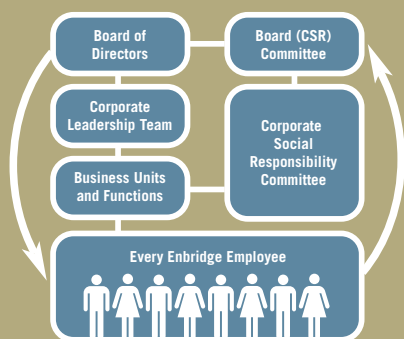 Board of
Directors
Board (CSR)
Committee
Corporate
Leadership Team
Corporate
Social
Responsibility
Committee
Business Units
and Functions
Every Enbridge Employee